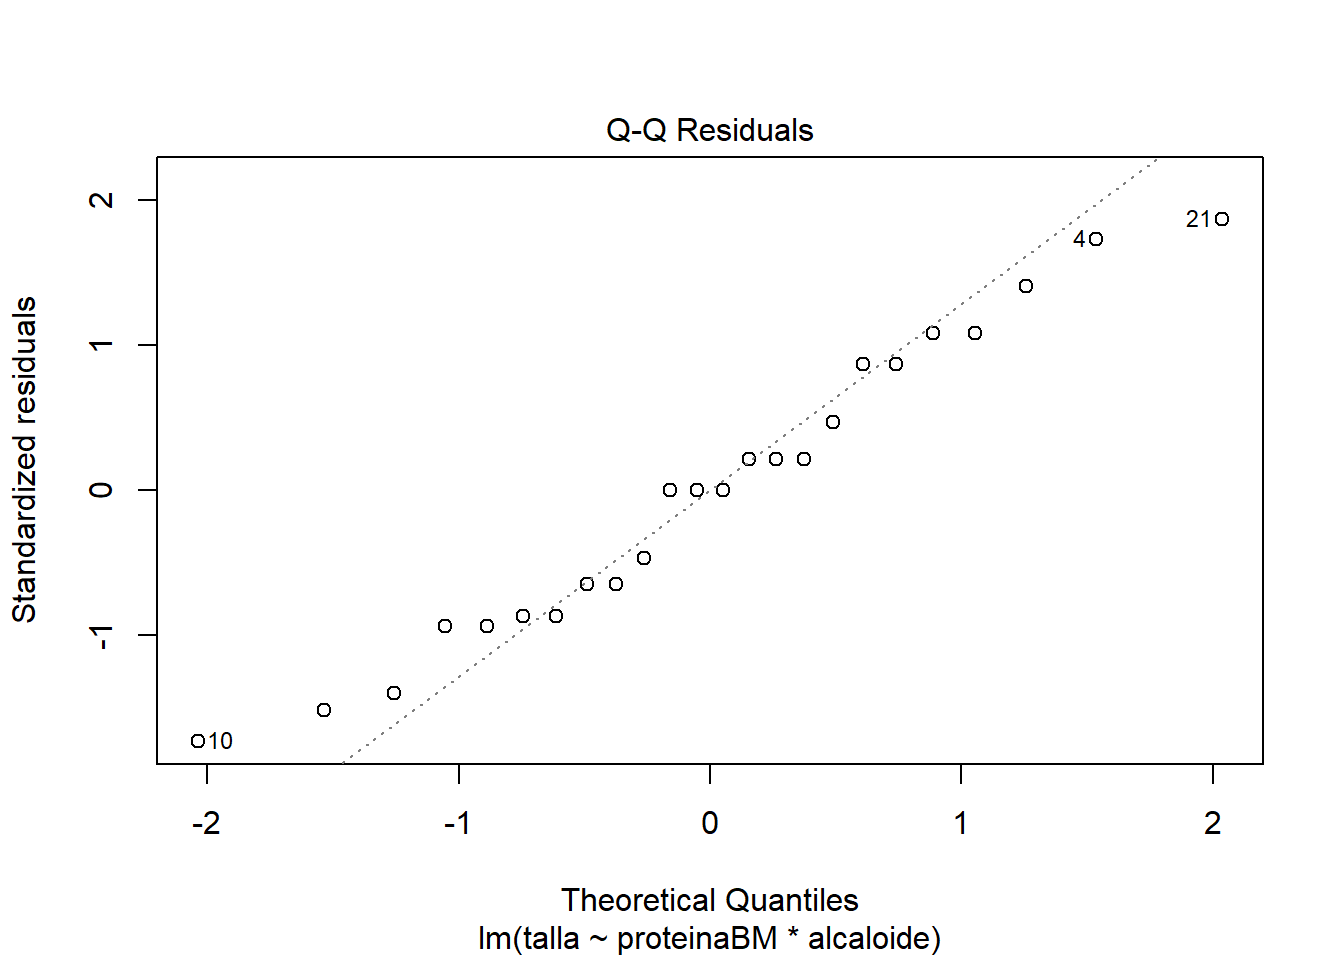 Q-Q Residuals
Standardized residuals
2
1
0
-1
21
4
10
-2 -1 0 1 2
Theoretical Quantiles
lm(talla ~ proteinaBM * alcaloide)